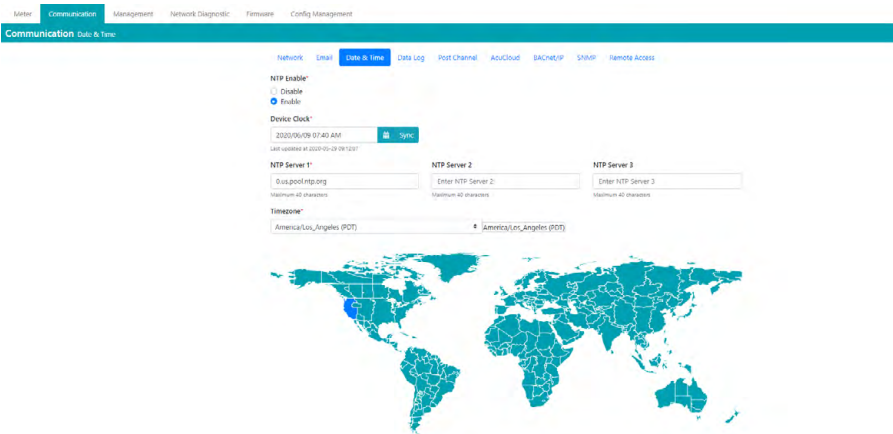 Meter Communication Management Network Diagnostic Firmware Config Management
Communication Date & Time
Network Email Date & Time Data Log Post Channel AcuCloud BACnet/IP SNMP Remote Access
NTP Enable*
Disable
Enable
Device Clock*
2020/06/09 07:40 AM Sync
Last updated at 2020-05-29 09:12:01
NTP Server 1* NTP Server 2 NTP Server 3
0.us.pool.ntp.org Enter NTP Server 2 Enter NTP Server 3
Maximum 40 characters Maximum 40 characters Maximum 40 characters
Timezone*
America/Los_Angeles (PDT) America/Los_Angeles (PDT)